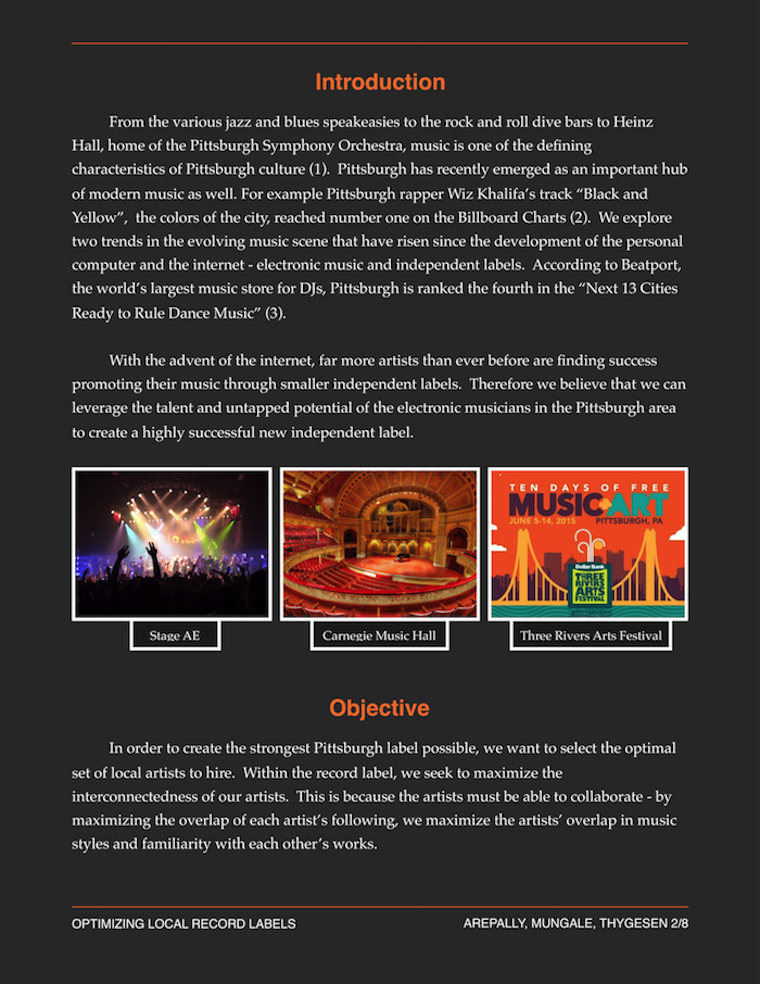 Introduction
From the various jazz and blues speakeasies to the rock and roll dive bars to Heinz
Hall, home of the Pittsburgh Symphony Orchestra, music is one of the defining
characteristics of Pittsburgh culture (1).  Pittsburgh has recently emerged as an important hub
of modern music as well. For example Pittsburgh rapper Wiz Khalifa’s track “Black and
Yellow”,  the colors of the city, reached number one on the Billboard Charts (2).  We explore
two trends in the evolving music scene that have risen since the development of the personal
computer and the internet - electronic music and independent labels.  According to Beatport,
the world’s largest music store for DJs, Pittsburgh is ranked the fourth in the “Next 13 Cities
Ready to Rule Dance Music” (3).
With the advent of the internet, far more artists than ever before are finding success
promoting their music through smaller independent labels.  Therefore we believe that we can
leverage the talent and untapped potential of the electronic musicians in the Pittsburgh area
to create a highly successful new independent label.
TEN DAYS OF FREE
MUSIC ART
JUNE 5-14, 2015 PITTSBURGH, PA
Dollar Bank
THREE
RIVERS
ARTS
FESTIVAL
Stage AE
Carnegie Music Hall
Three Rivers Arts Festival
Objective
In order to create the strongest Pittsburgh label possible, we want to select the optimal
set of local artists to hire.  Within the record label, we seek to maximize the
interconnectedness of our artists.  This is because the artists must be able to collaborate - by
maximizing the overlap of each artist’s following, we maximize the artists’ overlap in music
styles and familiarity with each other’s works.
OPTIMIZING LOCAL RECORD LABELS
AREPALLY, MUNGALE, THYGESEN 2/8